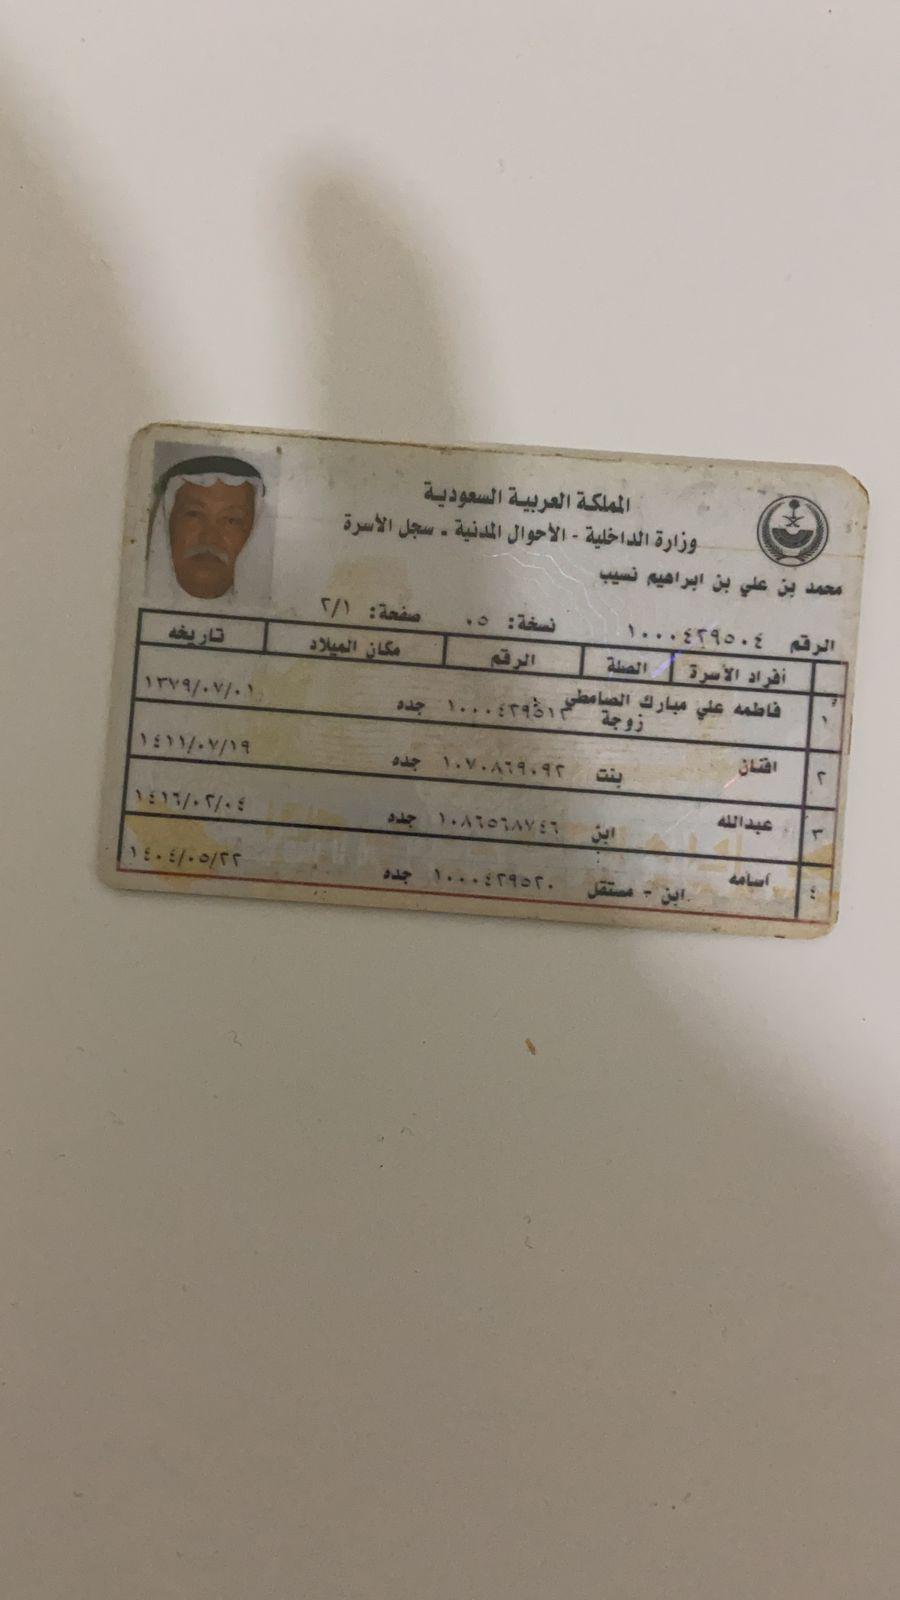 المملكة العربية السعودية
وزارة الداخلية - الأحوال المدنية - سجل الأسرة
محمد بن علي بن ابراهيم نسيب
الرقم ١٠٠٠٤٢٩٥٠٤ نسخة: ٠٥ صفحة: ٢/١
أفراد الأسرة الصلة الرقم مكان الميلاد تاريخه
١ فاطمه علي مبارك الصامطي زوجة ١٠٠٠٤٢٩٥١٢ جده ١٣٧٩/٠٧/٠١
٢ افنان بنت ١٠٧٠٨٦٩٠٩٢ جده ١٤١١/٠٧/١٩
٣ عبدالله ابن ١٠٨٦٥٦٨٧٤٦ جده ١٤١٦/٠٢/٠٤
٤ اسامه ابن - مستقل ١٠٠٠٤٢٩٥٢٠ جده ١٤٠٤/٠٥/٢٢